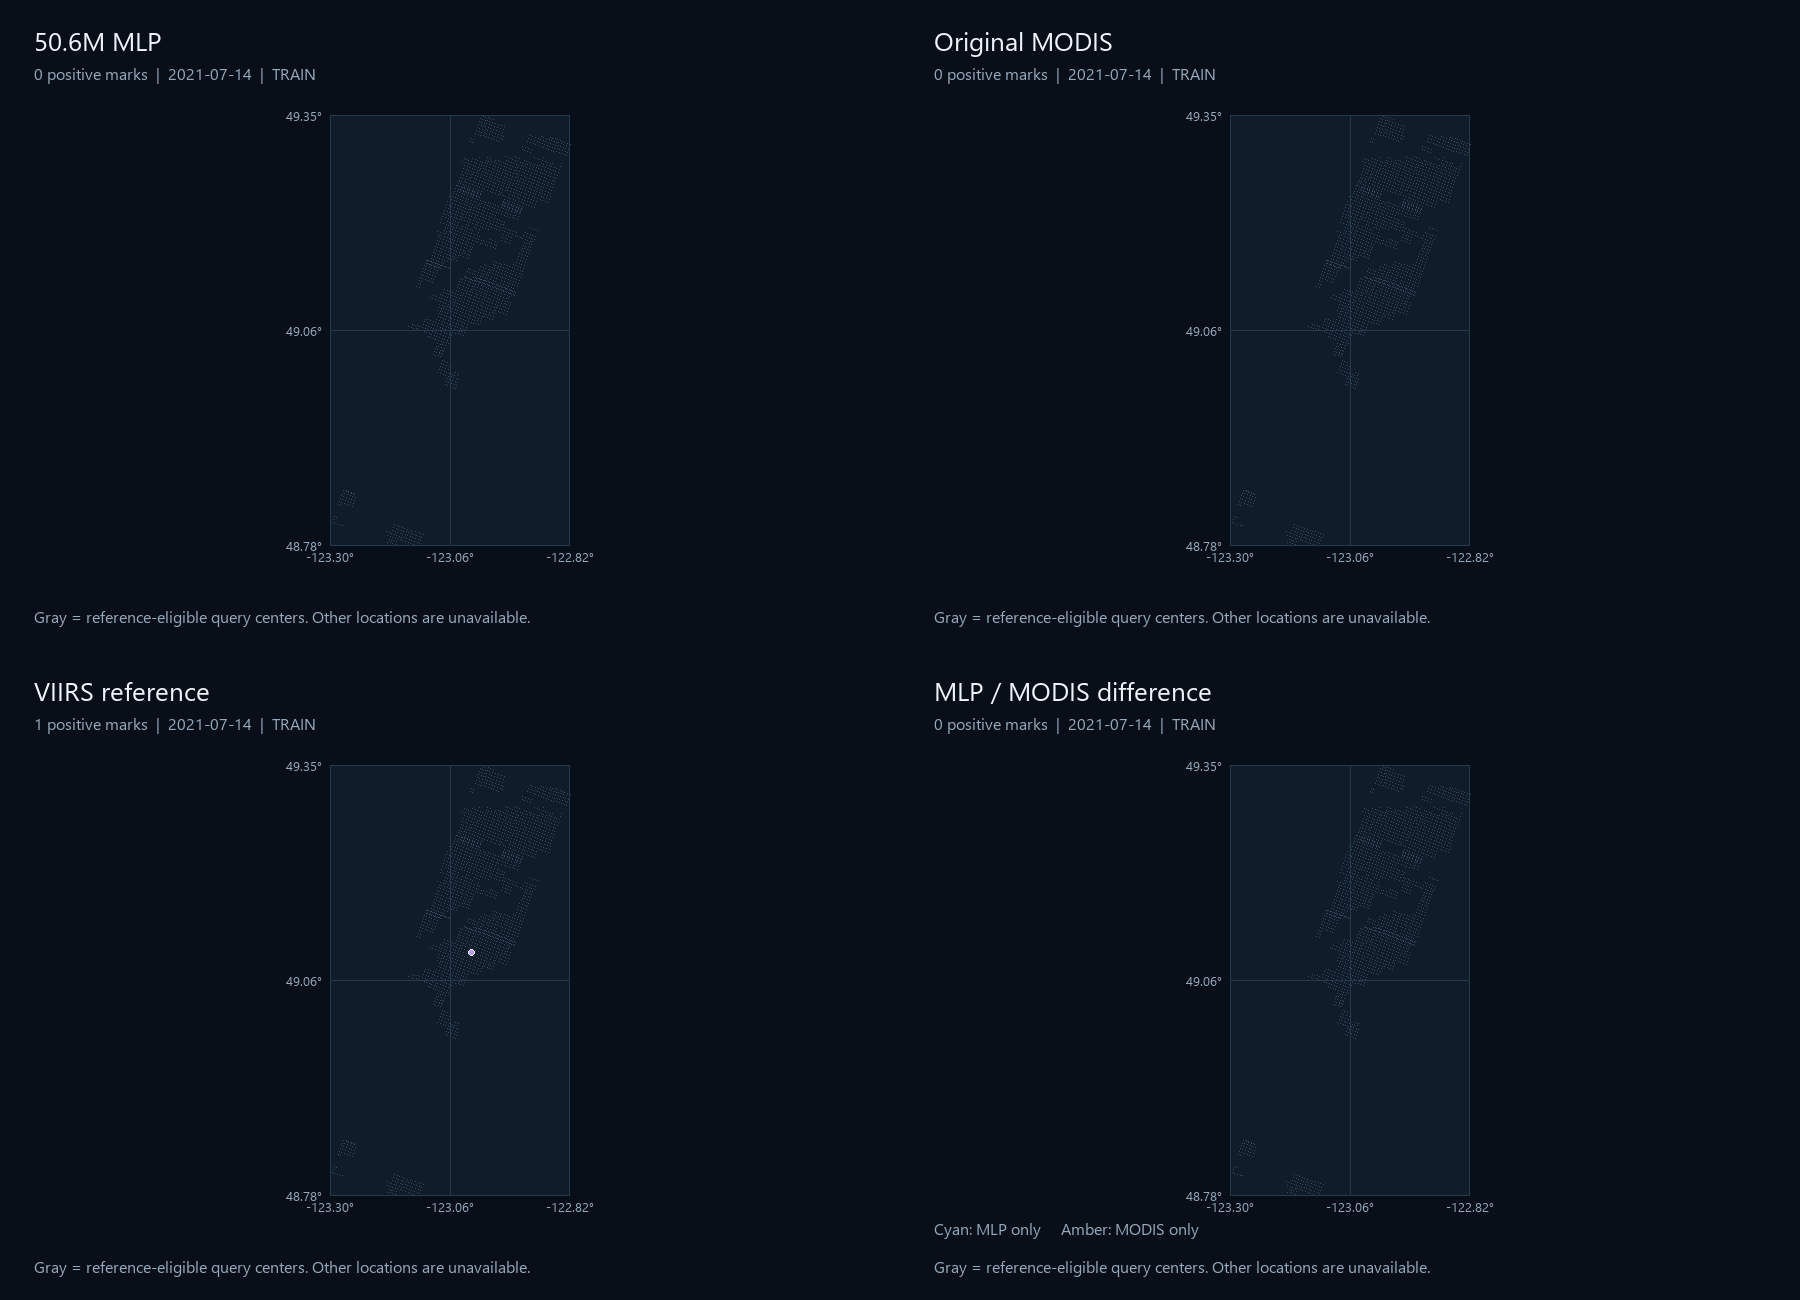 50.6M MLP
0 positive marks | 2021-07-14 | TRAIN
49.35°
49.06°
48.78°
-123.30°
-123.06°
-122.82°
Gray = reference-eligible query centers. Other locations are unavailable.
Original MODIS
0 positive marks | 2021-07-14 | TRAIN
49.35°
49.06°
48.78°
-123.30°
-123.06°
-122.82°
Gray = reference-eligible query centers. Other locations are unavailable.
VIIRS reference
1 positive marks | 2021-07-14 | TRAIN
49.35°
49.06°
48.78°
-123.30°
-123.06°
-122.82°
Gray = reference-eligible query centers. Other locations are unavailable.
MLP / MODIS difference
0 positive marks | 2021-07-14 | TRAIN
49.35°
49.06°
48.78°
-123.30°
-123.06°
-122.82°
Cyan: MLP only Amber: MODIS only
Gray = reference-eligible query centers. Other locations are unavailable.